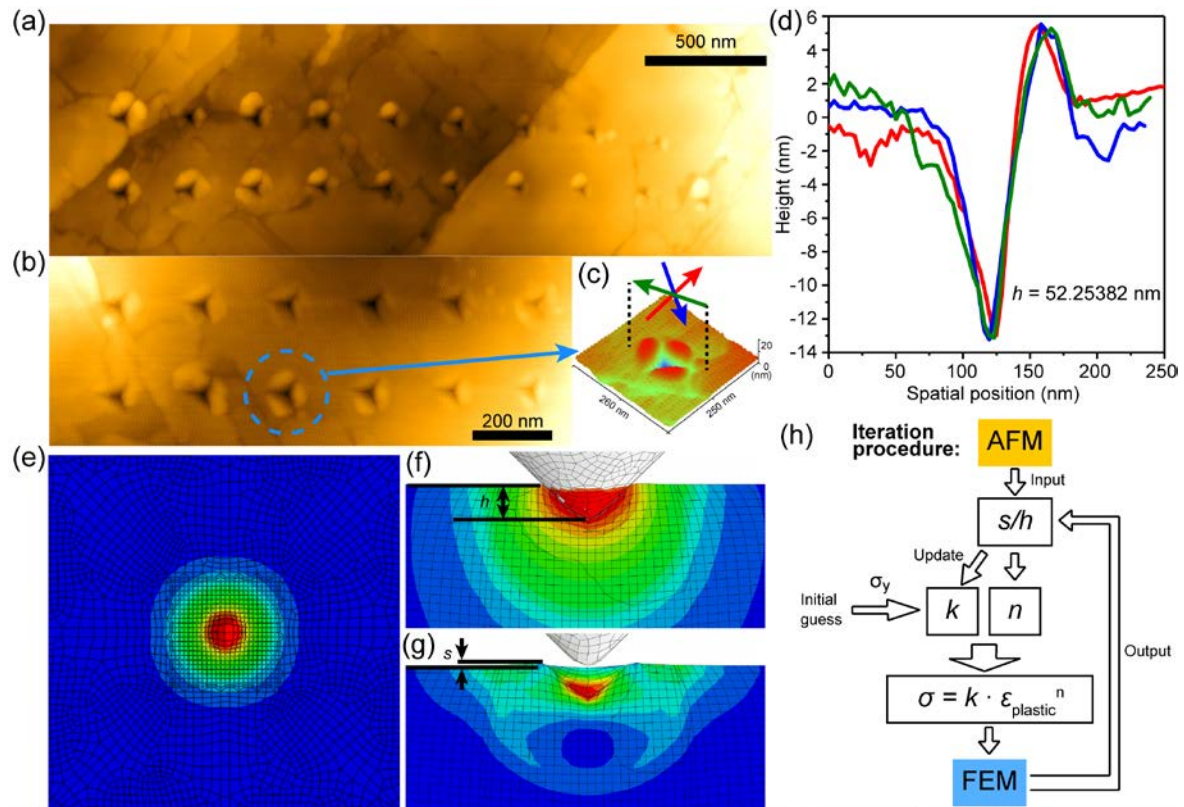 (a)
500 nm
(b)
200 nm
(c)
20
0
(nm)
260 nm
250 nm
(d)
Height (nm)
6
4
2
0
-2
-4
-6
-8
-10
-12
-14
h = 52.25382 nm
0 50 100 150 200 250
Spatial position (nm)
(e)
(f)
h
(g)
s
(h)
Iteration
procedure:
AFM
Input
s/h
Update
σy
Initial
guess
k
n
Output
σ = k · εplastic n
FEM